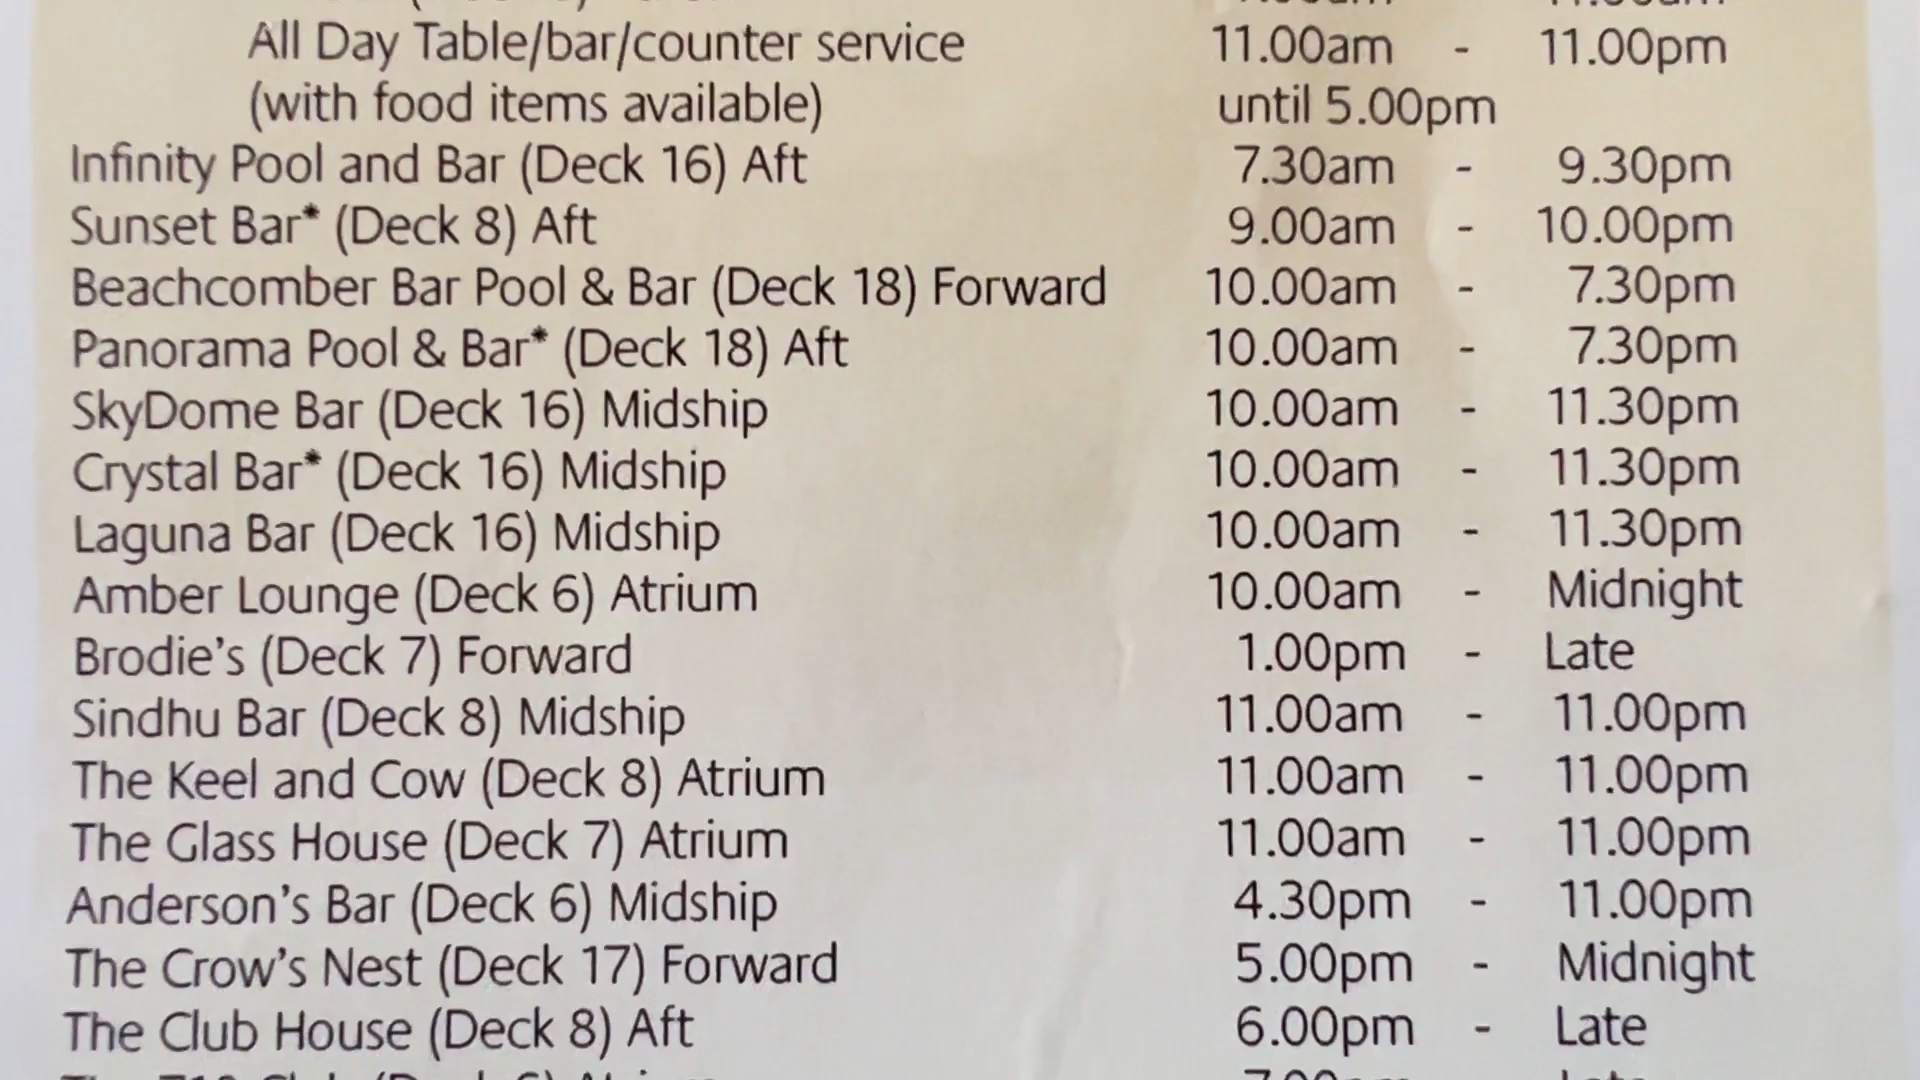 All Day Table/bar/counter service 11.00am - 11.00pm
(with food items available) until 5.00pm
Infinity Pool and Bar (Deck 16) Aft 7.30am - 9.30pm
Sunset Bar* (Deck 8) Aft 9.00am - 10.00pm
Beachcomber Bar Pool & Bar (Deck 18) Forward 10.00am - 7.30pm
Panorama Pool & Bar* (Deck 18) Aft 10.00am - 7.30pm
SkyDome Bar (Deck 16) Midship 10.00am - 11.30pm
Crystal Bar* (Deck 16) Midship 10.00am - 11.30pm
Laguna Bar (Deck 16) Midship 10.00am - 11.30pm
Amber Lounge (Deck 6) Atrium 10.00am - Midnight
Brodie's (Deck 7) Forward 1.00pm - Late
Sindhu Bar (Deck 8) Midship 11.00am - 11.00pm
The Keel and Cow (Deck 8) Atrium 11.00am - 11.00pm
The Glass House (Deck 7) Atrium 11.00am - 11.00pm
Anderson's Bar (Deck 6) Midship 4.30pm - 11.00pm
The Crow's Nest (Deck 17) Forward 5.00pm - Midnight
The Club House (Deck 8) Aft 6.00pm - Late